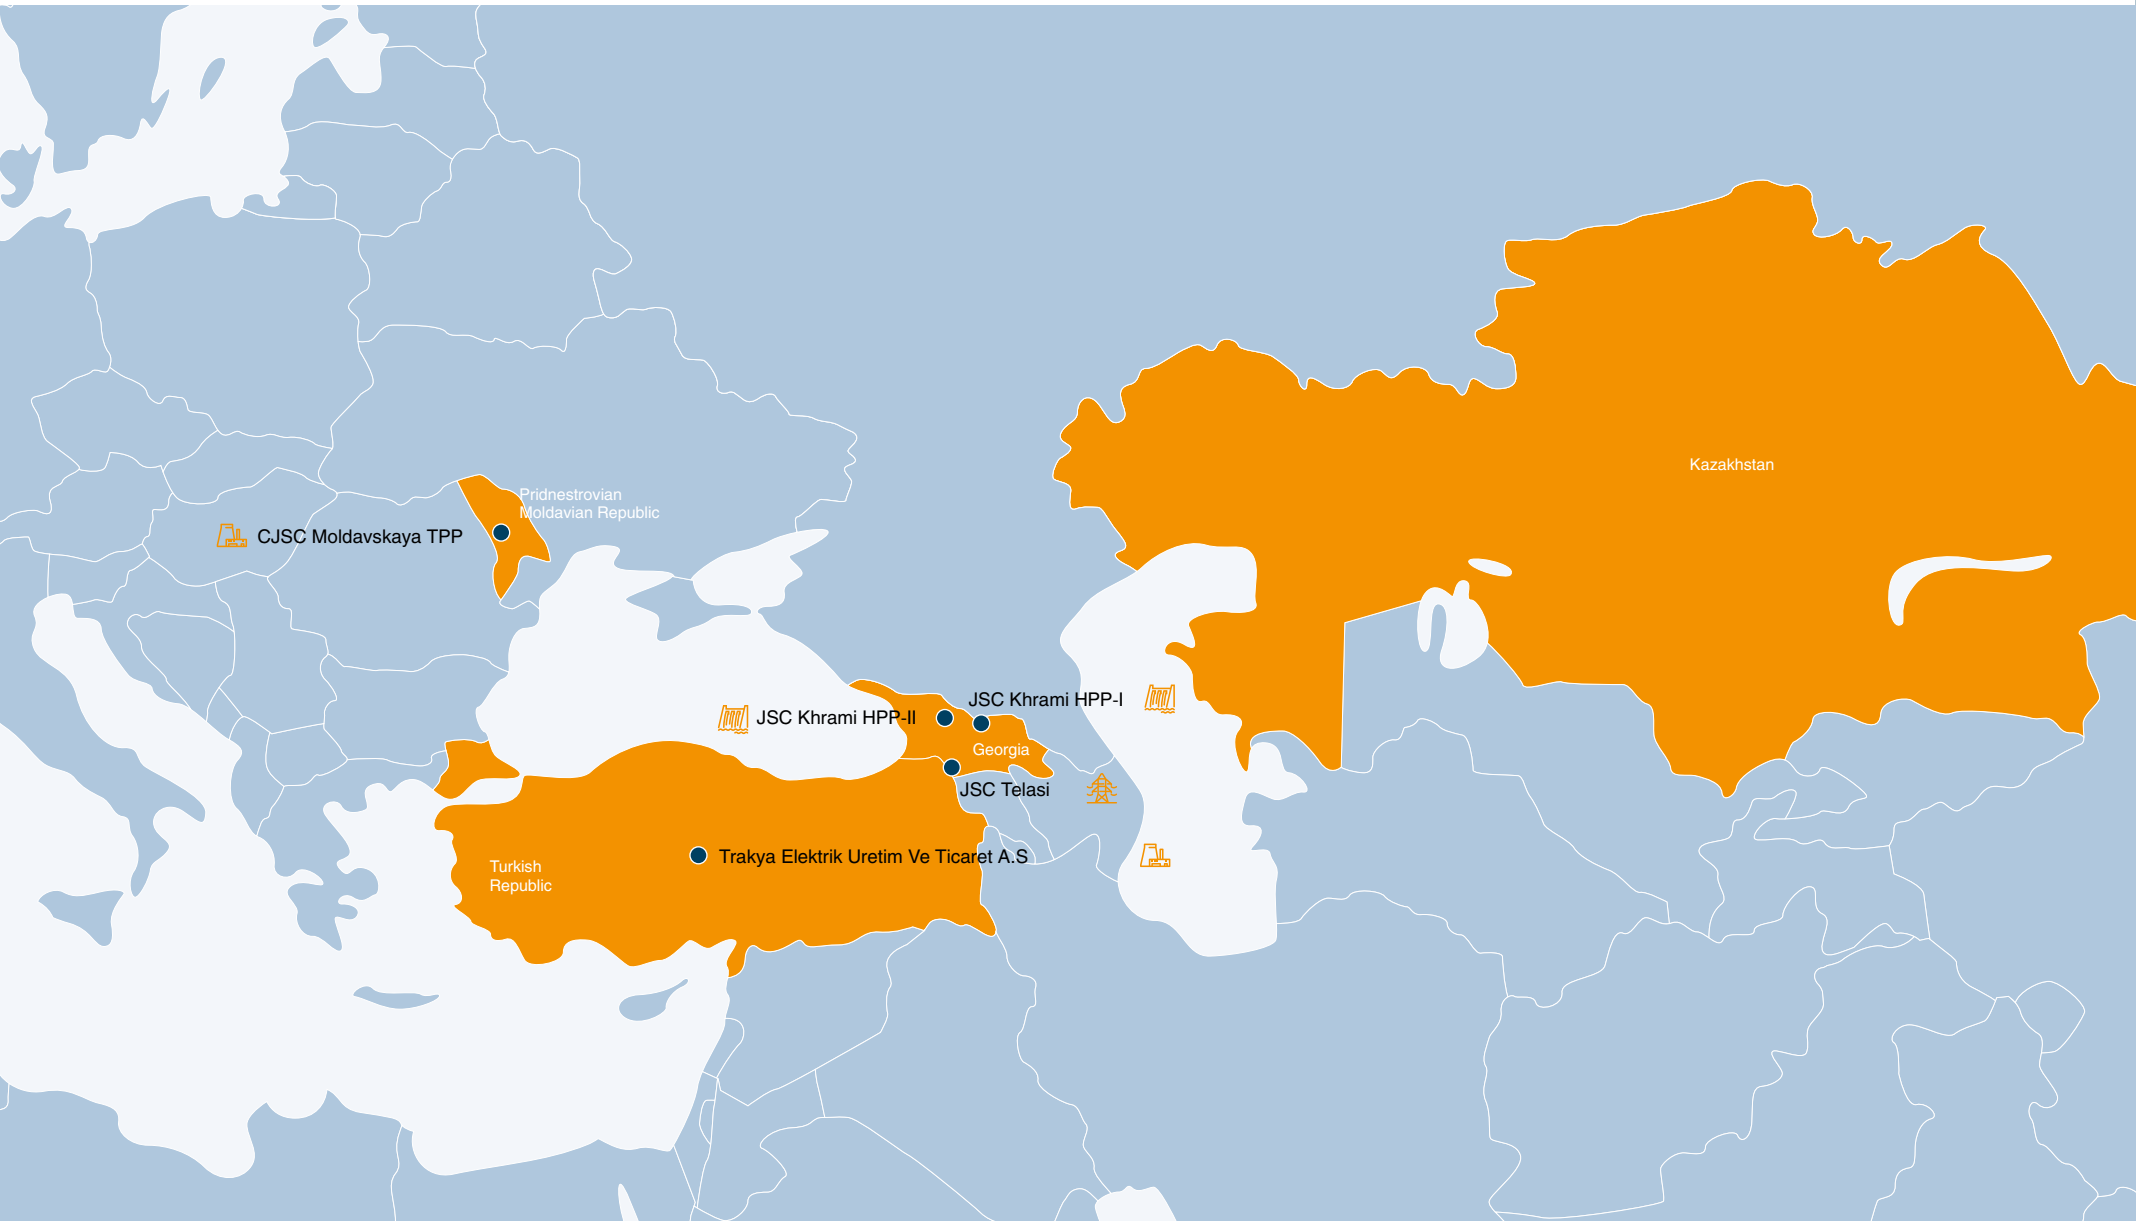 Kazakhstan
Pridnestrovian
Moldavian Republic
CJSC Moldavskaya TPP
JSC Khrami HPP-I
JSC Khrami HPP-II
Georgia
JSC Telasi
Trakya Elektrik Uretim Ve Ticaret A.S
Turkish
Republic